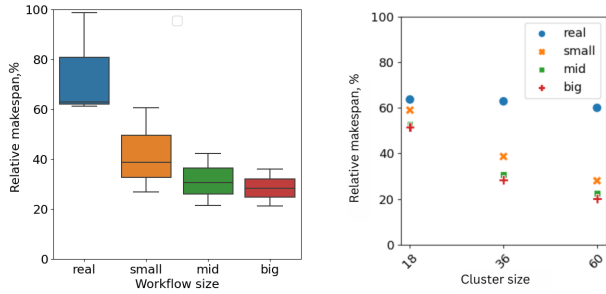 100
80
60
40
20
0
Relative makespan,%
real small mid big
Workflow size
100
80
60
40
20
0
Relative makespan, %
real
small
mid
big
18 36 60
Cluster size